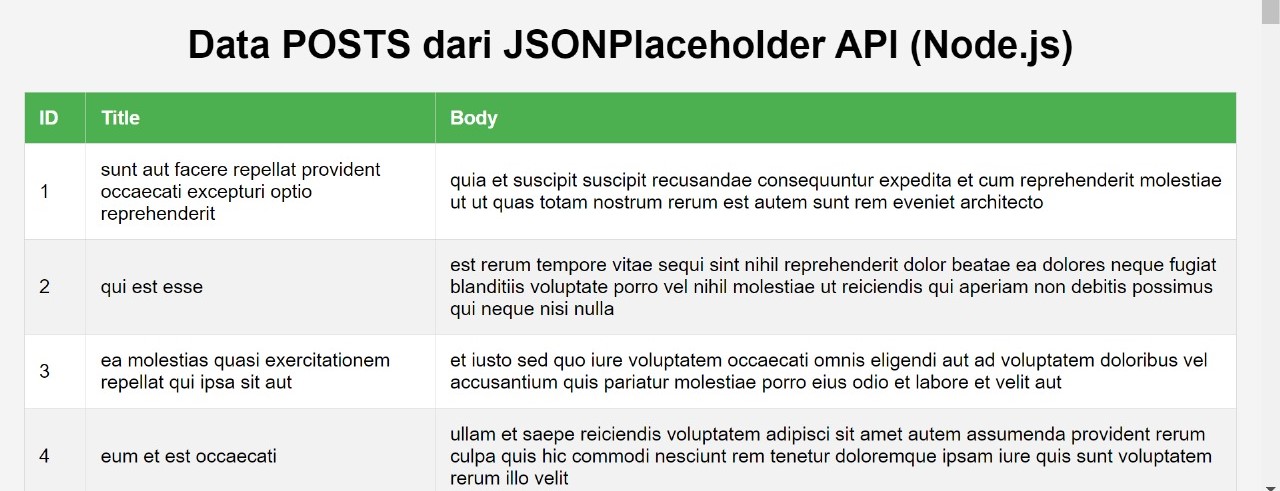 Data POSTS dari JSONPlaceholder API (Node.js)
ID Title Body
1
sunt aut facere repellat provident
occaecati excepturi optio
reprehenderit
quia et suscipit suscipit recusandae consequuntur expedita et cum reprehenderit molestiae
ut ut quas totam nostrum rerum est autem sunt rem eveniet architecto
2
qui est esse
est rerum tempore vitae sequi sint nihil reprehenderit dolor beatae ea dolores neque fugiat
blanditiis voluptate porro vel nihil molestiae ut reiciendis qui aperiam non debitis possimus
qui neque nisi nulla
3
ea molestias quasi exercitationem
repellat qui ipsa sit aut
et iusto sed quo iure voluptatem occaecati omnis eligendi aut ad voluptatem doloribus vel
accusantium quis pariatur molestiae porro eius odio et labore et velit aut
4
eum et est occaecati
ullam et saepe reiciendis voluptatem adipisci sit amet autem assumenda provident rerum
culpa quis hic commodi nesciunt rem tenetur doloremque ipsam iure quis sunt voluptatem
rerum illo velit